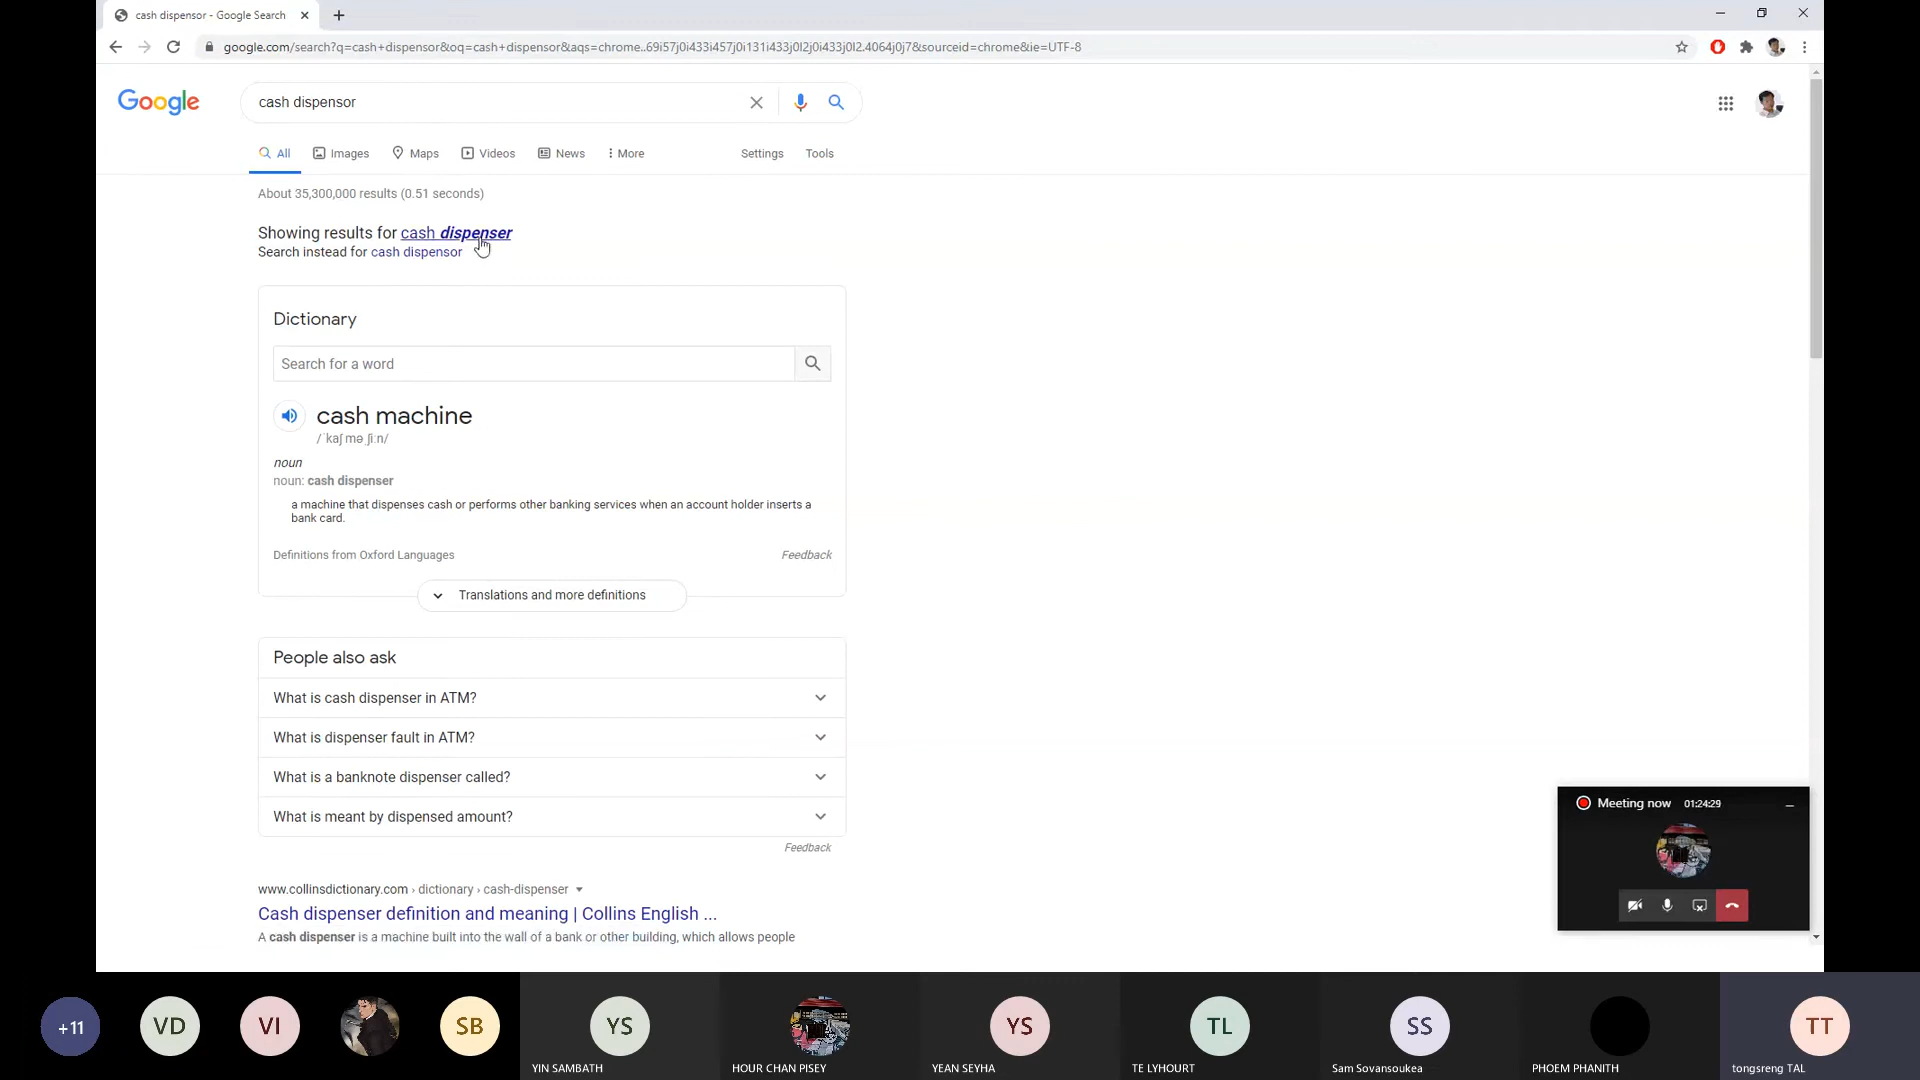 cash dispensor - Google Search
google.com/search?q=cash+dispensor&oq=cash+dispensor&aqs=chrome..69i57j0i433i457j0i131i433j0l2j0i433j0l2.4064j0j7&sourceid=chrome&ie=UTF-8
Google
cash dispensor
All
Images
Maps
Videos
News
More
Settings
Tools
About 35,300,000 results (0.51 seconds)
Showing results for cash dispenser
Search instead for cash dispensor
Dictionary
Search for a word
cash machine
/ˈkaʃ məˌʃiːn/
noun
noun: cash dispenser
a machine that dispenses cash or performs other banking services when an account holder inserts a
bank card.
Definitions from Oxford Languages
Feedback
Translations and more definitions
People also ask
What is cash dispenser in ATM?
What is dispenser fault in ATM?
What is a banknote dispenser called?
What is meant by dispensed amount?
Feedback
www.collinsdictionary.com › dictionary › cash-dispenser
Cash dispenser definition and meaning | Collins English ...
A cash dispenser is a machine built into the wall of a bank or other building, which allows people
Meeting now 01:24:29
+11
VD
VI
SB
YS
YS
TL
SS
TT
YIN SAMBATH
HOUR CHAN PISEY
YEAN SEYHA
TE LYHOURT
Sam Sovansoukea
PHOEM PHANITH
tongsreng TAL